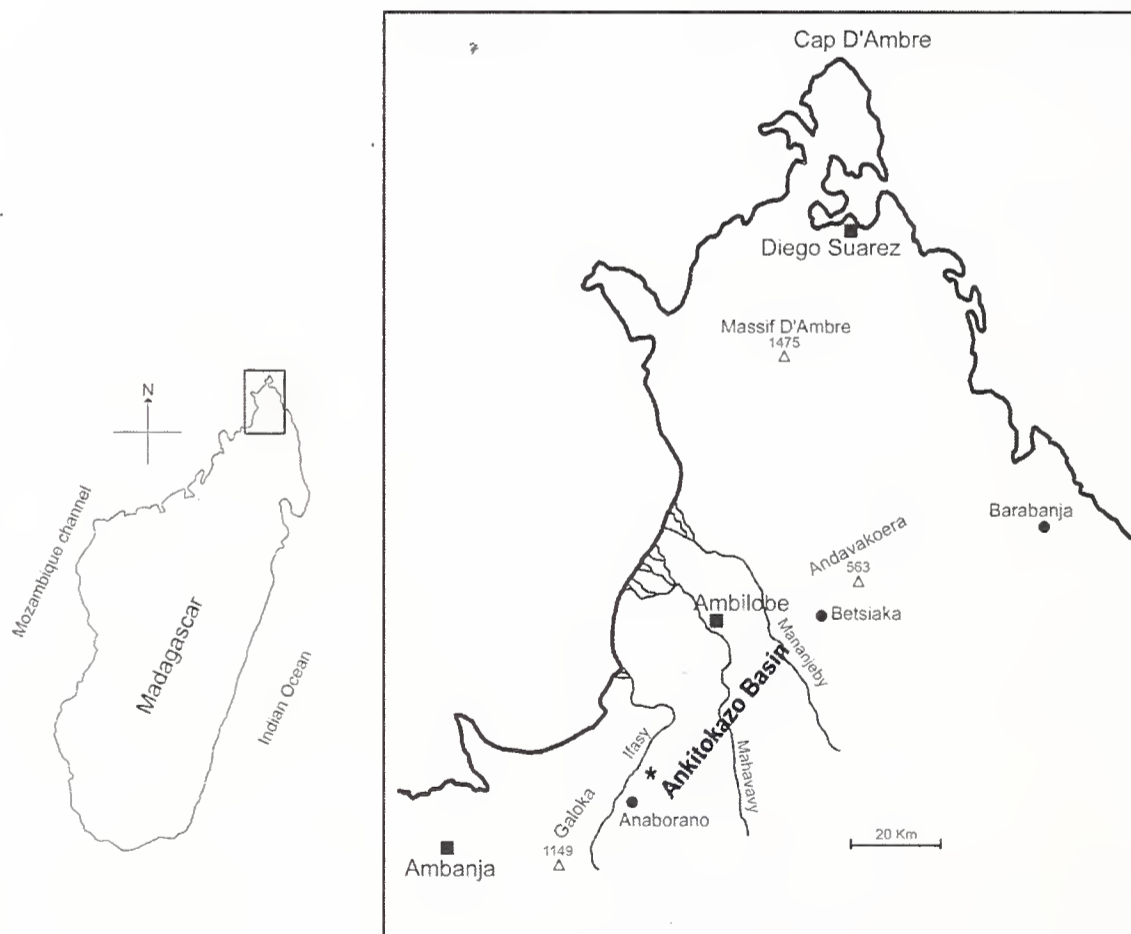 N
Mozambique channel
Madagascar
Indian Ocean
Cap D'Ambre
Diego Suarez
Massif D'Ambre
1475
Barabanja
Andavakoera
563
Betsiaka
Ambilobe
Mananjeby
Ankitokazo Basin
Mahavavy
Ifasy
*
Anaborano
Galoka
1149
Ambanja
20 Km